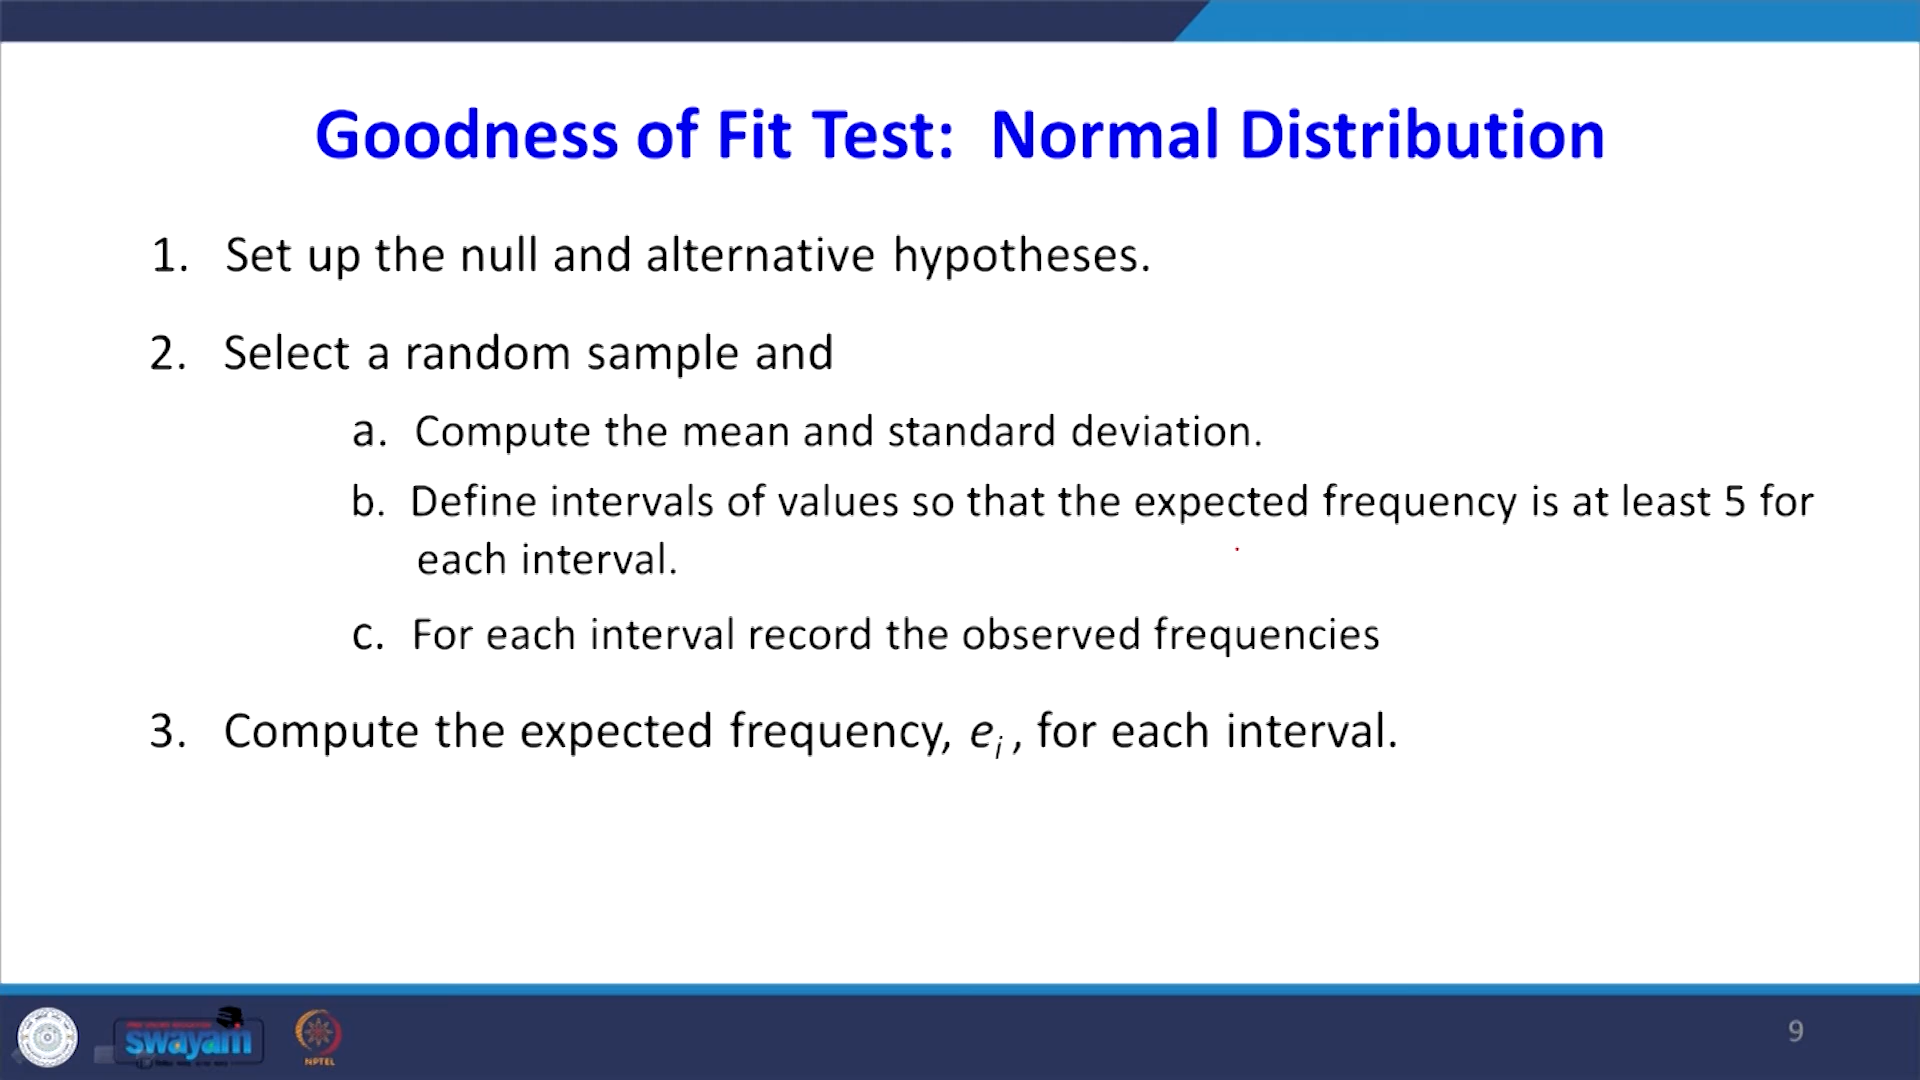 Goodness of Fit Test: Normal Distribution
1. Set up the null and alternative hypotheses.
2. Select a random sample and
a. Compute the mean and standard deviation.
b. Define intervals of values so that the expected frequency is at least 5 for
each interval.
c. For each interval record the observed frequencies
3. Compute the expected frequency, eᵢ , for each interval.
swayam
NPTEL
9